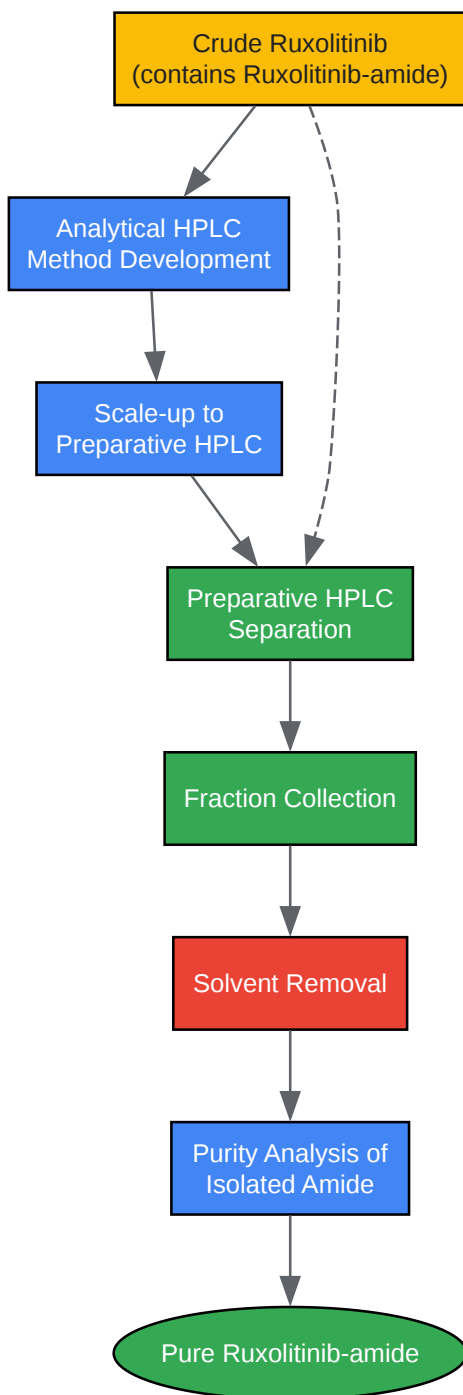 Crude Ruxolitinib
(contains Ruxolitinib-amide)
Analytical HPLC
Method Development
Scale-up to
Preparative HPLC
Preparative HPLC
Separation
Fraction Collection
Solvent Removal
Purity Analysis of
Isolated Amide
Pure Ruxolitinib-amide